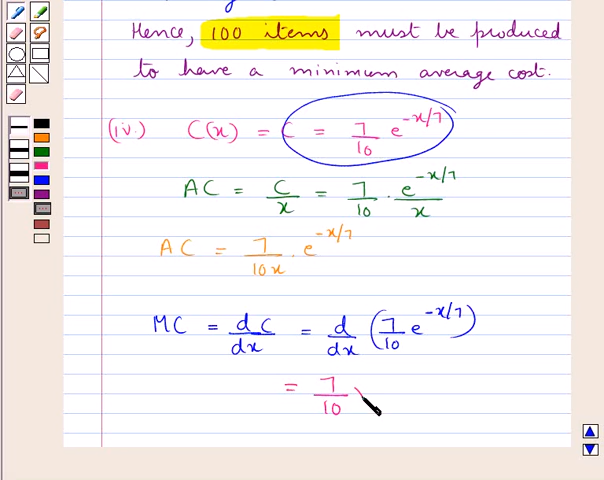 Hence, 100 items must be produced
to have a minimum average cost.
(iv.) C(x) = C = 7/10 e^{-x/7}
AC = C/x = 7/10 · e^{-x/7}/x
AC = 7/10x · e^{-x/7}
MC = dC/dx = d/dx (7/10 e^{-x/7})
= 7/10